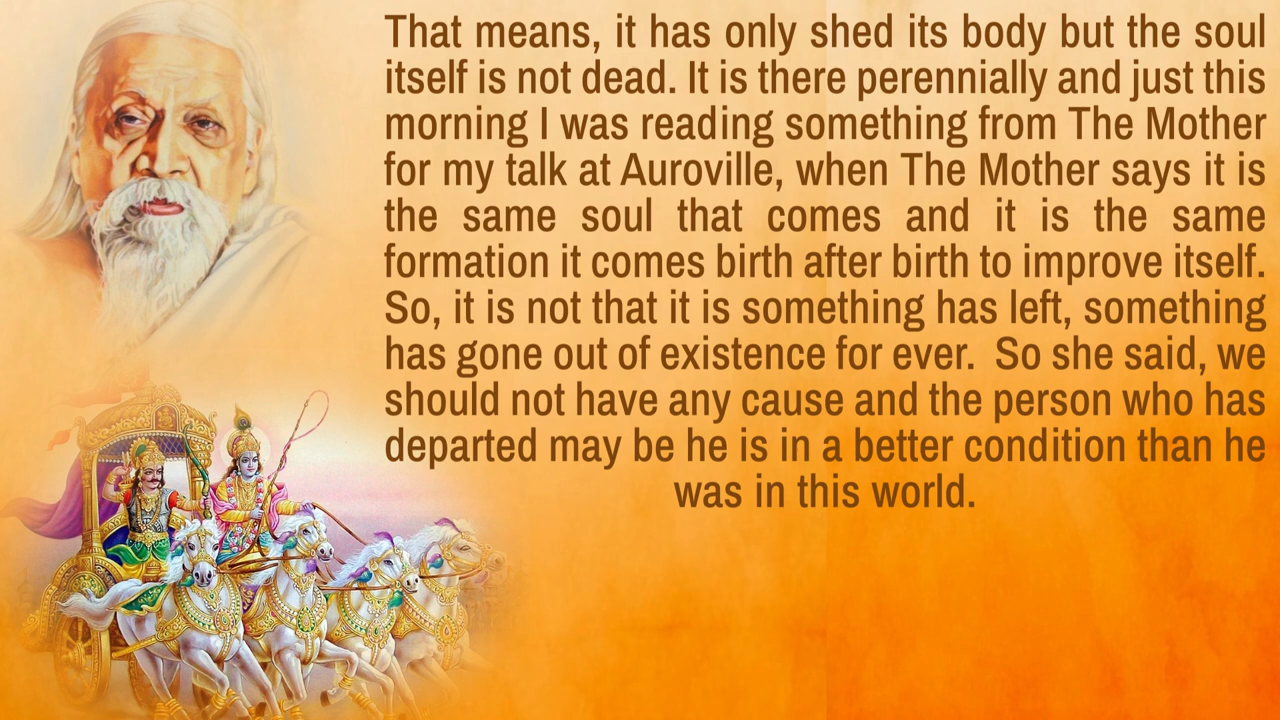 That means, it has only shed its body but the soul
itself is not dead. It is there perennially and just this
morning I was reading something from The Mother
for my talk at Auroville, when The Mother says it is
the same soul that comes and it is the same
formation it comes birth after birth to improve itself.
So, it is not that it is something has left, something
has gone out of existence for ever.  So she said, we
should not have any cause and the person who has
departed may be he is in a better condition than he
was in this world.